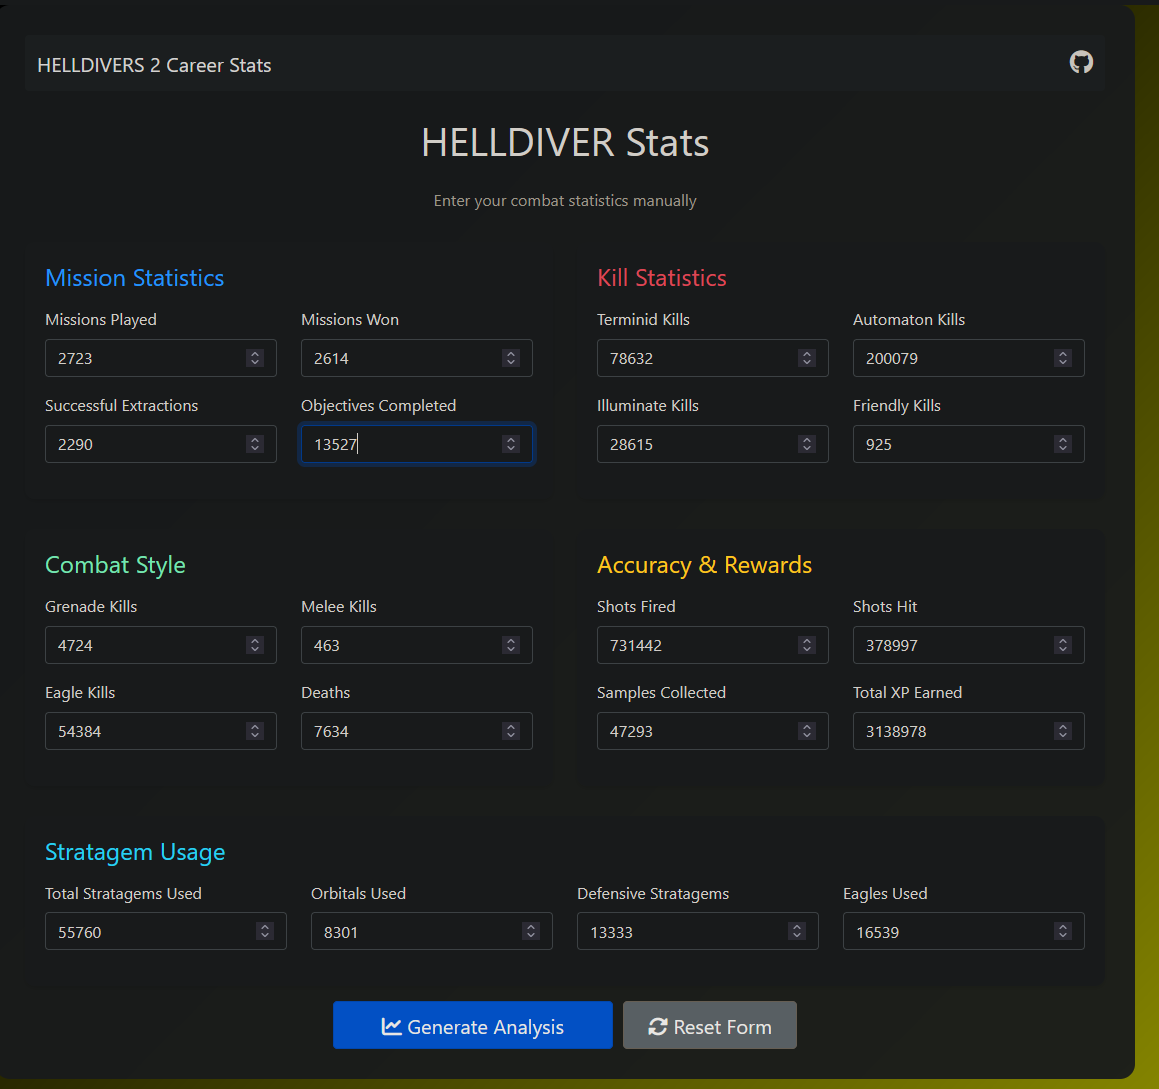 HELLDIVERS 2 Career Stats
HELLDIVER Stats
Enter your combat statistics manually
Mission Statistics
Missions Played Missions Won
2723 2614
Successful Extractions Objectives Completed
2290 13527
Kill Statistics
Terminid Kills Automaton Kills
78632 200079
Illuminate Kills Friendly Kills
28615 925
Combat Style
Grenade Kills Melee Kills
4724 463
Eagle Kills Deaths
54384 7634
Accuracy & Rewards
Shots Fired Shots Hit
731442 378997
Samples Collected Total XP Earned
47293 3138978
Stratagem Usage
Total Stratagems Used Orbitals Used Defensive Stratagems Eagles Used
55760 8301 13333 16539
Generate Analysis Reset Form